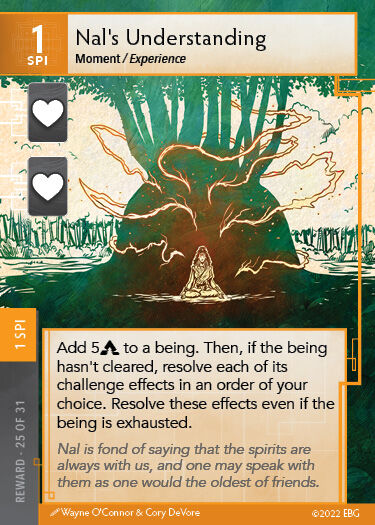 1
SPI
Nal's Understanding
Moment / Experience
1 SPI
REWARD - 25 OF 31
Add 5 to a being. Then, if the being
hasn't cleared, resolve each of its
challenge effects in an order of your
choice. Resolve these effects even if the
being is exhausted.
Nal is fond of saying that the spirits are
always with us, and one may speak with
them as one would the oldest of friends.
Wayne O'Connor & Cory DeVore
©2022 EBG